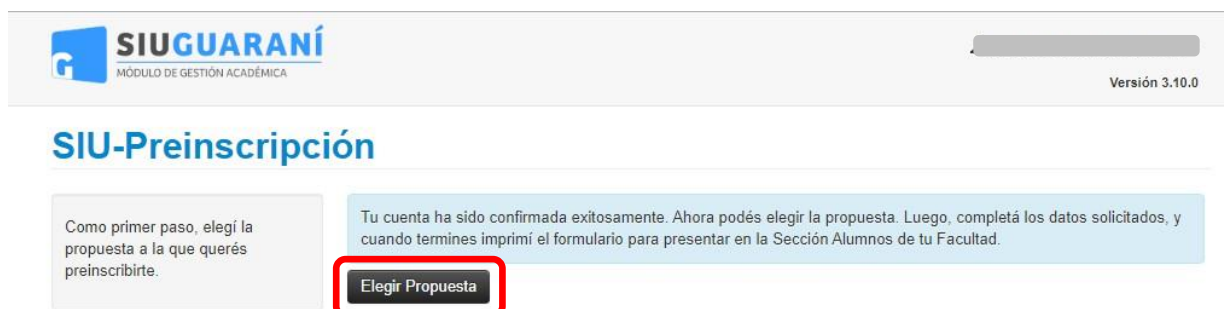 SIUGUARANÍ
MÓDULO DE GESTIÓN ACADÉMICA
Versión 3.10.0
SIU-Preinscripción
Como primer paso, elegí la
propuesta a la que querés
preinscribirte.
Tu cuenta ha sido confirmada exitosamente. Ahora podés elegir la propuesta. Luego, completá los datos solicitados, y
cuando termines imprimí el formulario para presentar en la Sección Alumnos de tu Facultad.
Elegir Propuesta